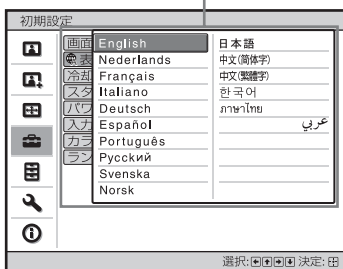 初期設定
画面
表
冷却
スタ
パワ
入力
カラ
ラン
English
Nederlands
Français
Italiano
Deutsch
Español
Português
Русский
Svenska
Norsk
日本語
中文(简体字)
中文(繁體字)
한국어
ภาษาไทย
عربي
選択: 決定: